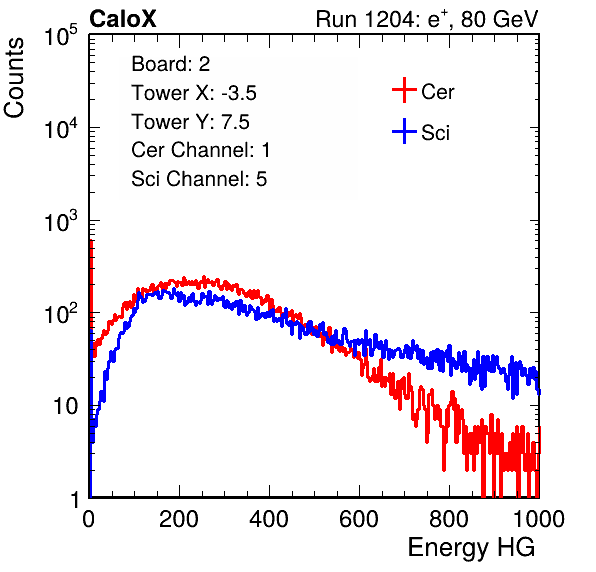 CaloX Run 1204: e⁺, 80 GeV
Counts
Board: 2
Tower X: -3.5
Tower Y: 7.5
Cer Channel: 1
Sci Channel: 5
Cer
Sci
10⁵
10⁴
10³
10²
10
1
0 200 400 600 800 1000
Energy HG